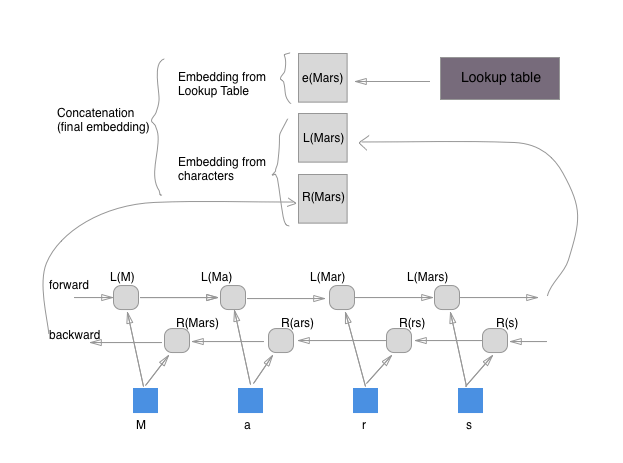 e(Mars)
Lookup table
Embedding from
Lookup Table
Concatenation
(final embedding)
L(Mars)
Embedding from
characters
R(Mars)
L(M)
L(Ma)
L(Mar)
L(Mars)
forward
R(Mars)
R(ars)
R(rs)
R(s)
backward
M
a
r
s